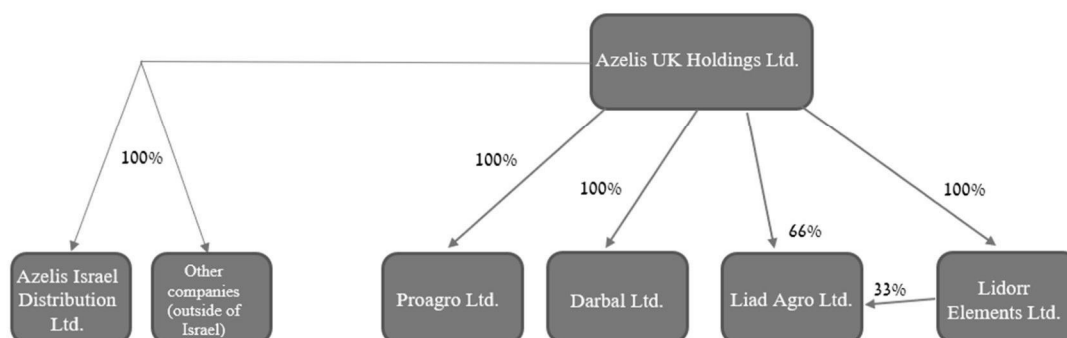 Azelis UK Holdings Ltd.
100%
100%
100%
100%
66%
Azelis Israel
Distribution
Ltd.
Other
companies
(outside of
Israel)
Proagro Ltd.
Darbal Ltd.
Liad Agro Ltd.
33%
Lidorr
Elements Ltd.